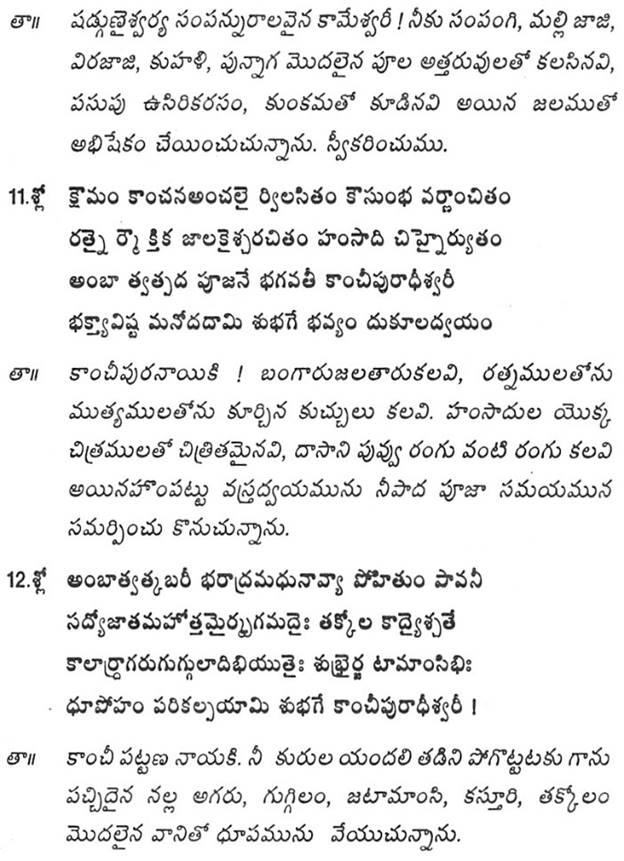 తా॥ షడ్గుణైశ్వర్య సంపన్నురాలవైన కామేశ్వరీ ! నీకు సంపంగి, మల్లి జాజి,
విరజాజి, కుహళి, పున్నాగ మొదలైన పూల అత్తరువులతో కలసినవి,
పసుపు ఉసిరికరసం, కుంకమతో కూడినవి అయిన జలముతో
అభిషేకం చేయించుచున్నాను. స్వీకరించుము.
11.శ్లో క్షౌమం కాంచనఅంచలై ర్విలసితం కౌసుంభ వర్ణాంచితం
రత్నై ర్మౌ క్తిక జాలకైశ్చరచితం హంసాది చిహ్నైర్యుతం
అంబా త్వత్పద పూజనే భగవతీ కాంచీపురాధీశ్వరీ
భక్త్యావిష్ట మనోదదామి శుభగే భవ్యం దుకూలద్వయం
తా॥ కాంచీపురనాయికి ! బంగారుజలతారుకలవి, రత్నములతోను
ముత్యములతోను కూర్చిన కుచ్చులు కలవి. హంసాదుల యొక్క
చిత్రములతో చిత్రితమైనవి, దాసాని పువ్వు రంగు వంటి రంగు కలవి
అయినహొంపట్టు వస్త్రద్వయమును నీపాద పూజా సమయమున
సమర్పించు కొనుచున్నాను.
12.శ్లో అంబాత్వత్కబరీ భరాద్రమధునావ్యా పోహితుం పావనీ
సద్యోజాతమహోత్తమైర్మృగమదైః తక్కోల కాద్యైశ్చతే
కాలార్ద్రాగరుగుగ్గులాదిభియుతైః శుభ్రైర్జ టామాంసిభిః
ధూపోహం పరికల్పయామి శుభగే కాంచీపురాధీశ్వరీ !
తా॥ కాంచీ పట్టణ నాయకి. నీ కురుల యందలి తడిని పోగొట్టటకు గాను
పచ్చిదైన నల్ల అగరు, గుగ్గిలం, జటామాంసి, కస్తూరి, తక్కోలం
మొదలైన వానితో ధూపమును వేయుచున్నాను.